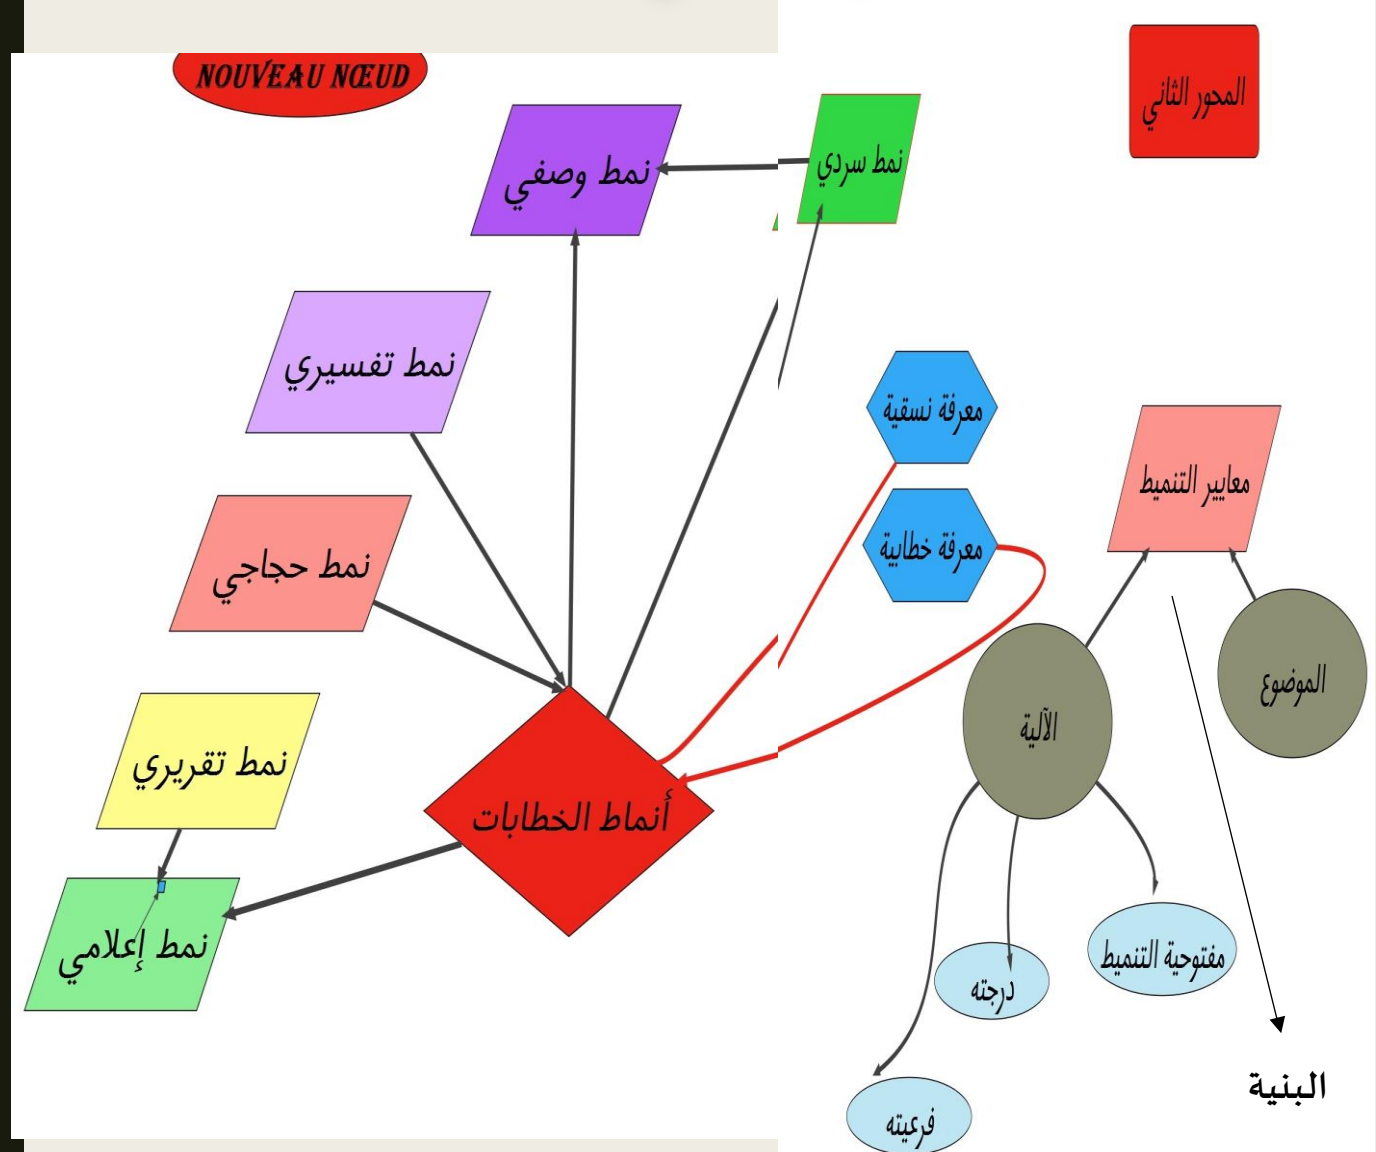 المحور الثاني
NOUVEAU NŒUD
نمط سردي
نمط وصفي
نمط تفسيري
معرفة نسقية
معايير التنميط
معرفة خطابية
نمط حجاجي
الموضوع
الآلية
نمط تقريري
أنماط الخطابات
نمط إعلامي
مفتوحية التنميط
درجته
البنية
فرعيته